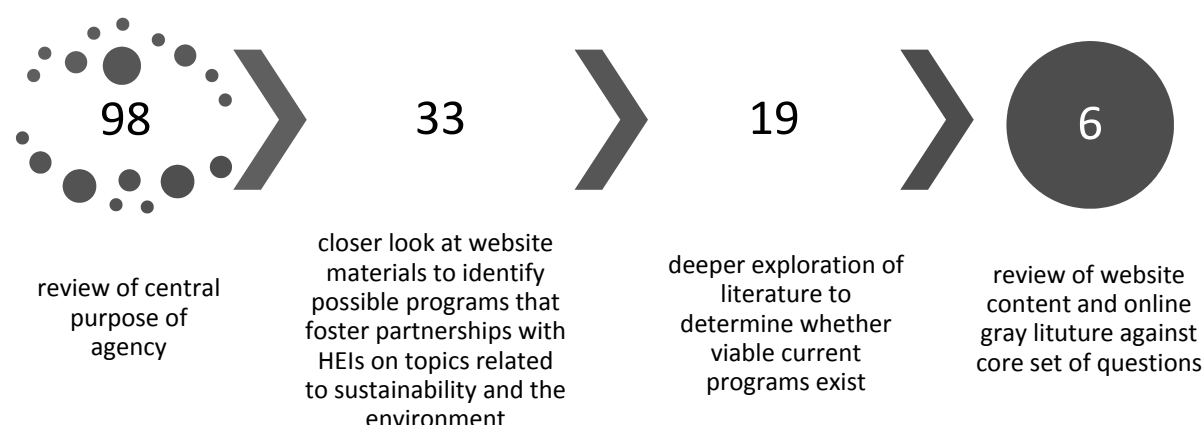 98
review of central
purpose of
agency
33
closer look at website
materials to identify
possible programs that
foster partnerships with
HEIs on topics related
to sustainability and the
environment
19
deeper exploration of
literature to
determine whether
viable current
programs exist
6
review of website
content and online
gray lituture against
core set of questions